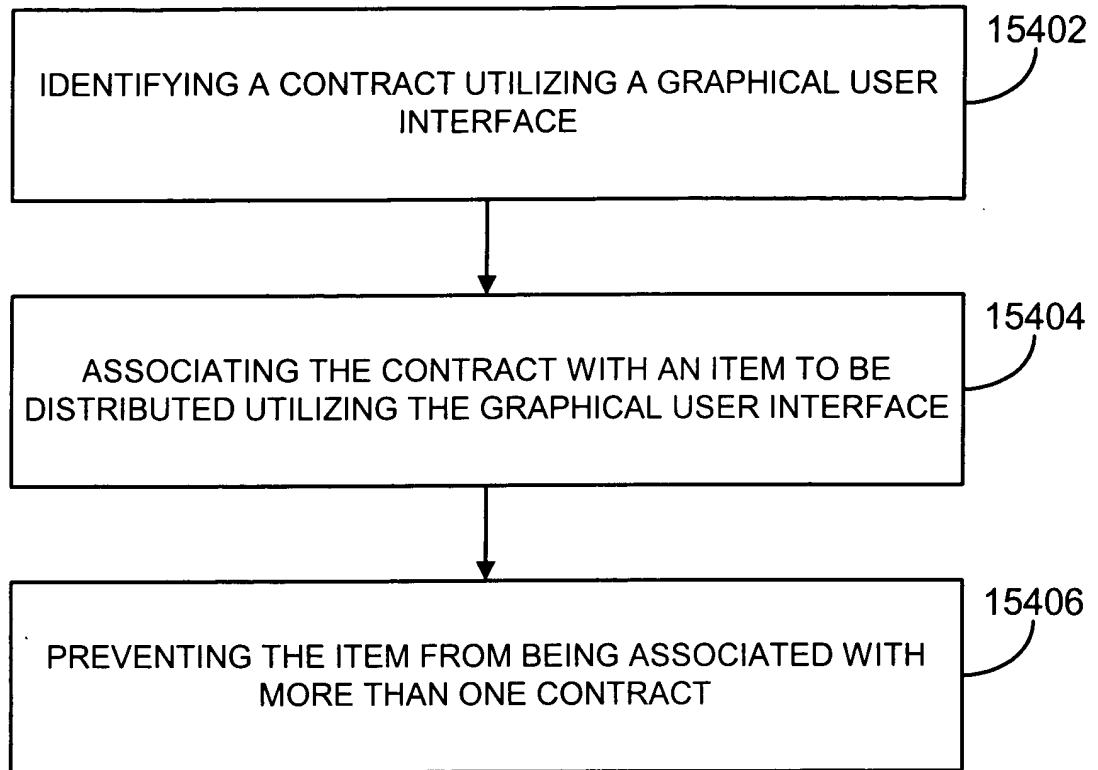 15402
IDENTIFYING A CONTRACT UTILIZING A GRAPHICAL USER
INTERFACE
15404
ASSOCIATING THE CONTRACT WITH AN ITEM TO BE
DISTRIBUTED UTILIZING THE GRAPHICAL USER INTERFACE
15406
PREVENTING THE ITEM FROM BEING ASSOCIATED WITH
MORE THAN ONE CONTRACT